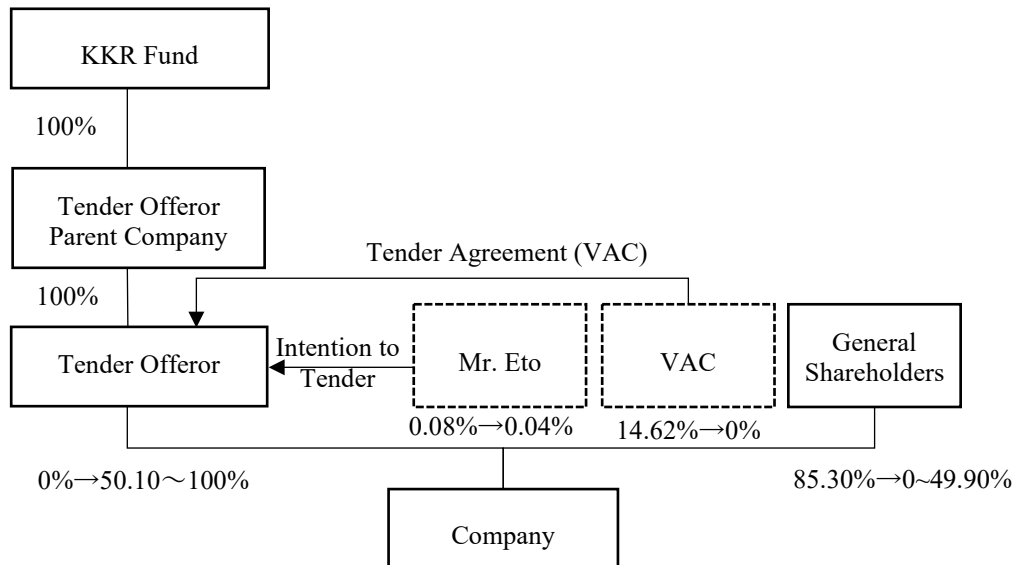 KKR Fund
100%
Tender Offeror
Parent Company
Tender Agreement (VAC)
100%
Tender Offeror
Intention to
Tender
Mr. Eto
VAC
General
Shareholders
0.08%→0.04%
14.62%→0%
0%→50.10～100%
85.30%→0~49.90%
Company